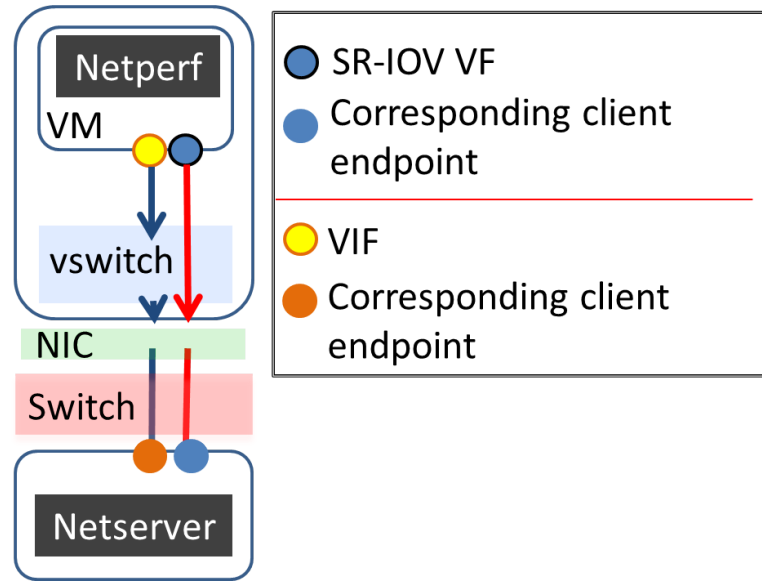 Netperf
VM
vswitch
NIC
Switch
Netserver
SR-IOV VF
Corresponding client
endpoint
VIF
Corresponding client
endpoint